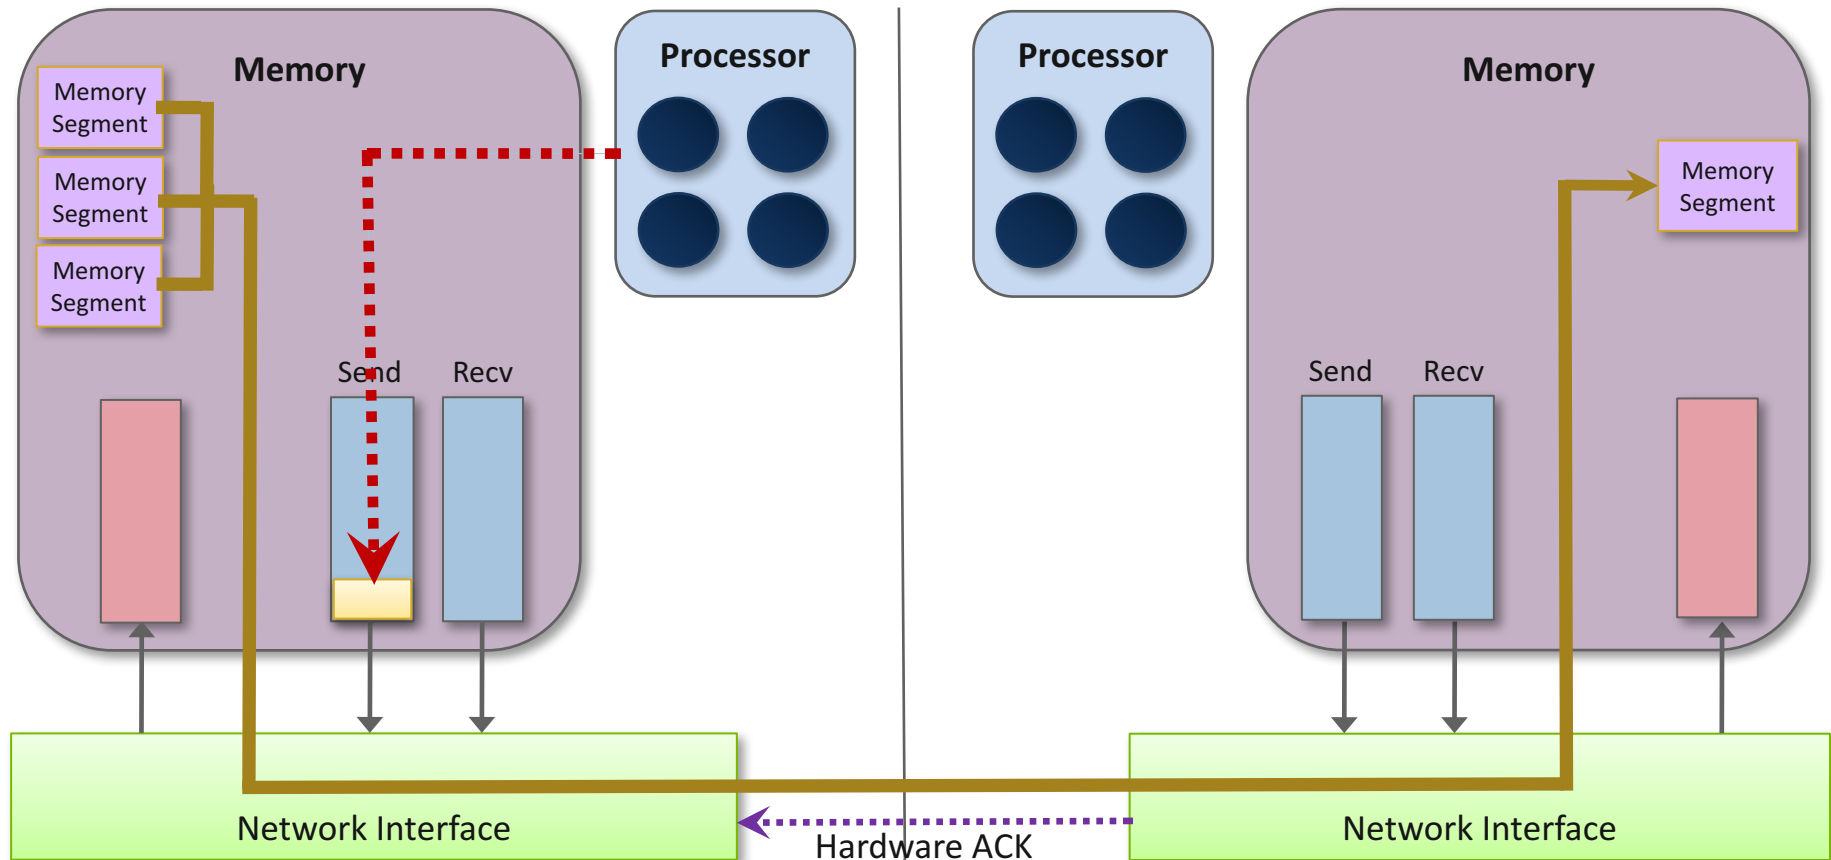 Memory
Processor
Processor
Memory
Memory
Segment
Memory
Segment
Memory
Segment
Memory
Segment
Send
Recv
Send
Recv
Network Interface
Hardware ACK
Network Interface